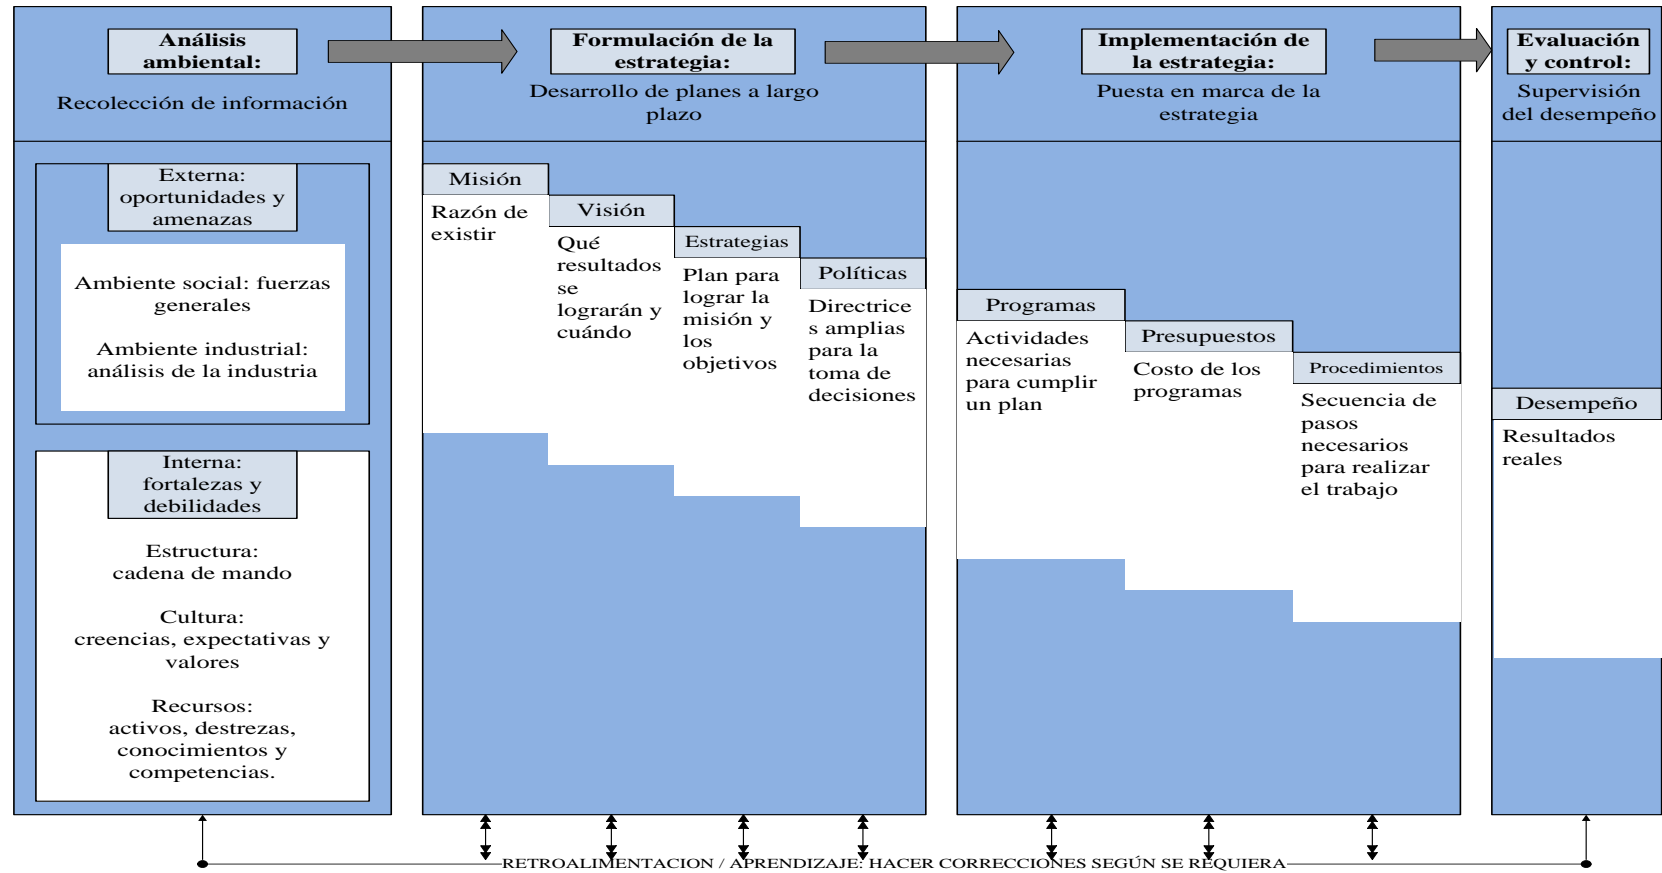 Análisis
ambiental:
Recolección de información
Externa:
oportunidades y
amenazas
Ambiente social: fuerzas
generales
Ambiente industrial:
análisis de la industria
Interna:
fortalezas y
debilidades
Estructura:
cadena de mando
Cultura:
creencias, expectativas y
valores
Recursos:
activos, destrezas,
conocimientos y
competencias.
Formulación de la
estrategia:
Desarrollo de planes a largo
plazo
Misión
Razón de
existir
Visión
Qué
resultados
se
lograrán y
cuándo
Estrategias
Plan para
lograr la
misión y
los
objetivos
Políticas
Directrice
s amplias
para la
toma de
decisiones
Implementación de
la estrategia:
Puesta en marca de la
estrategia
Programas
Actividades
necesarias
para cumplir
un plan
Presupuestos
Costo de los
programas
Procedimientos
Secuencia de
pasos
necesarios
para realizar
el trabajo
Evaluación
y control:
Supervisión
del desempeño
Desempeño
Resultados
reales
RETROALIMENTACION / APRENDIZAJE: HACER CORRECCIONES SEGÚN SE REQUIERA